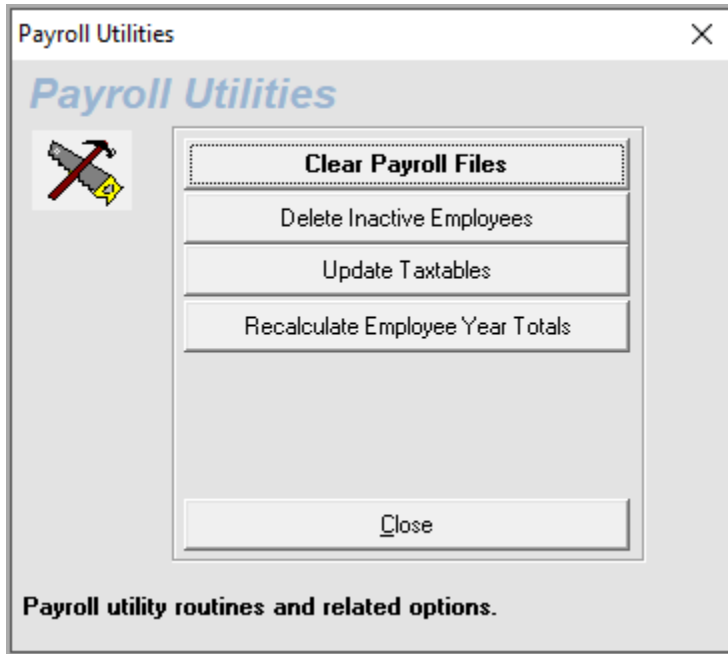 Payroll Utilities
Payroll Utilities
Clear Payroll Files
Delete Inactive Employees
Update Taxtables
Recalculate Employee Year Totals
Close
Payroll utility routines and related options.